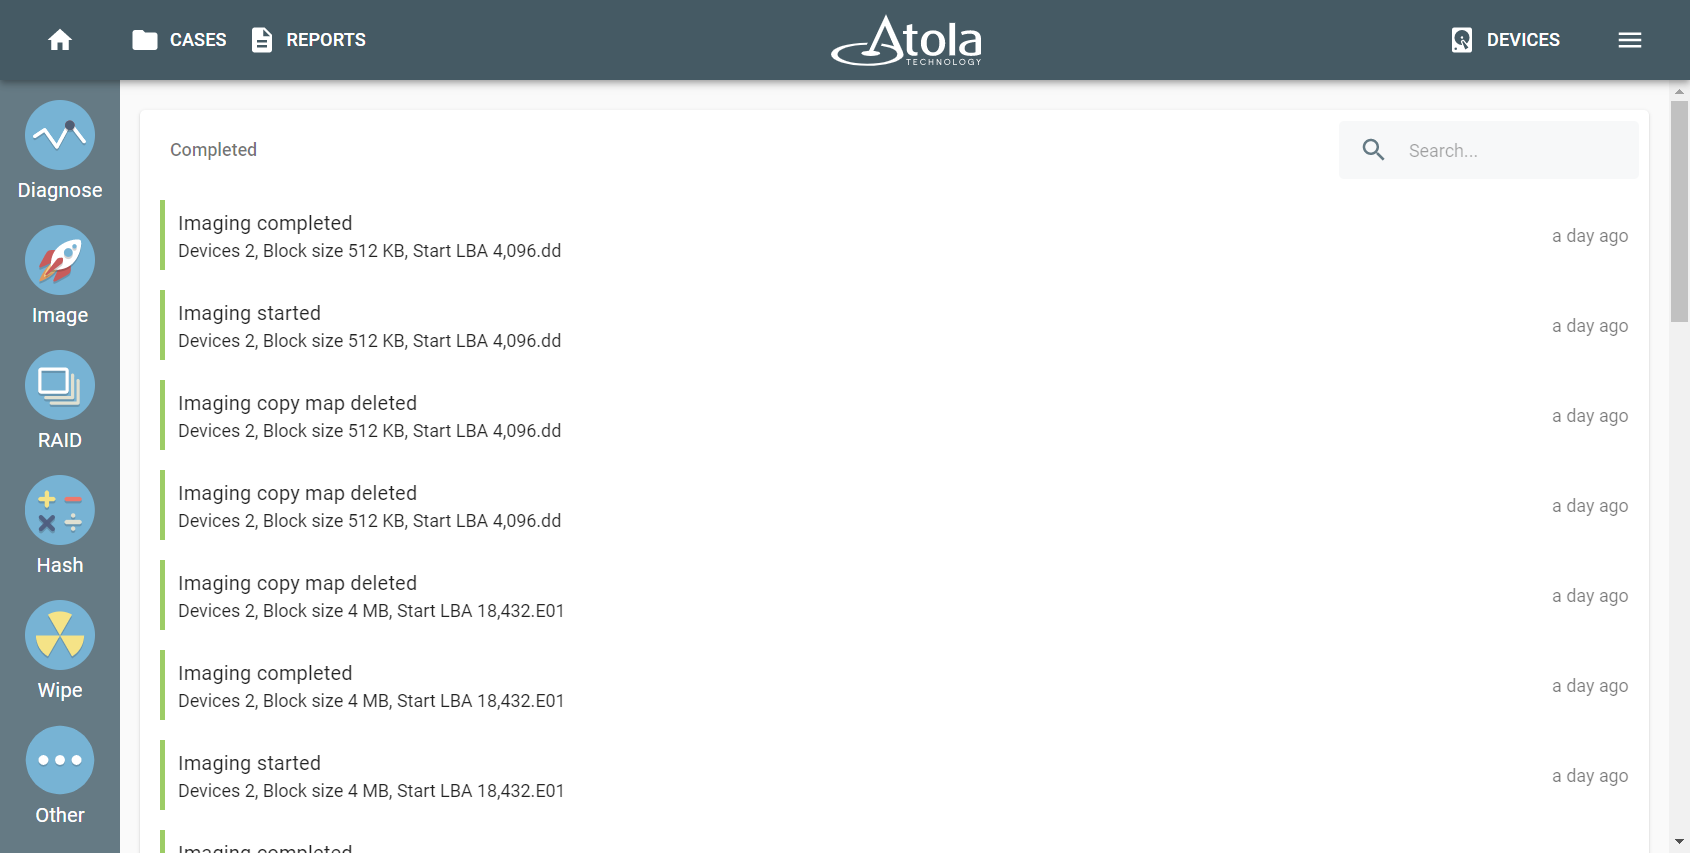 CASES
REPORTS
Atola
TECHNOLOGY
DEVICES
Diagnose
Image
RAID
Hash
Wipe
Other
Completed
Search...
Imaging completed
Devices 2, Block size 512 KB, Start LBA 4,096.dd
a day ago
Imaging started
Devices 2, Block size 512 KB, Start LBA 4,096.dd
a day ago
Imaging copy map deleted
Devices 2, Block size 512 KB, Start LBA 4,096.dd
a day ago
Imaging copy map deleted
Devices 2, Block size 512 KB, Start LBA 4,096.dd
a day ago
Imaging copy map deleted
Devices 2, Block size 4 MB, Start LBA 18,432.E01
a day ago
Imaging completed
Devices 2, Block size 4 MB, Start LBA 18,432.E01
a day ago
Imaging started
Devices 2, Block size 4 MB, Start LBA 18,432.E01
a day ago
Imaging completed